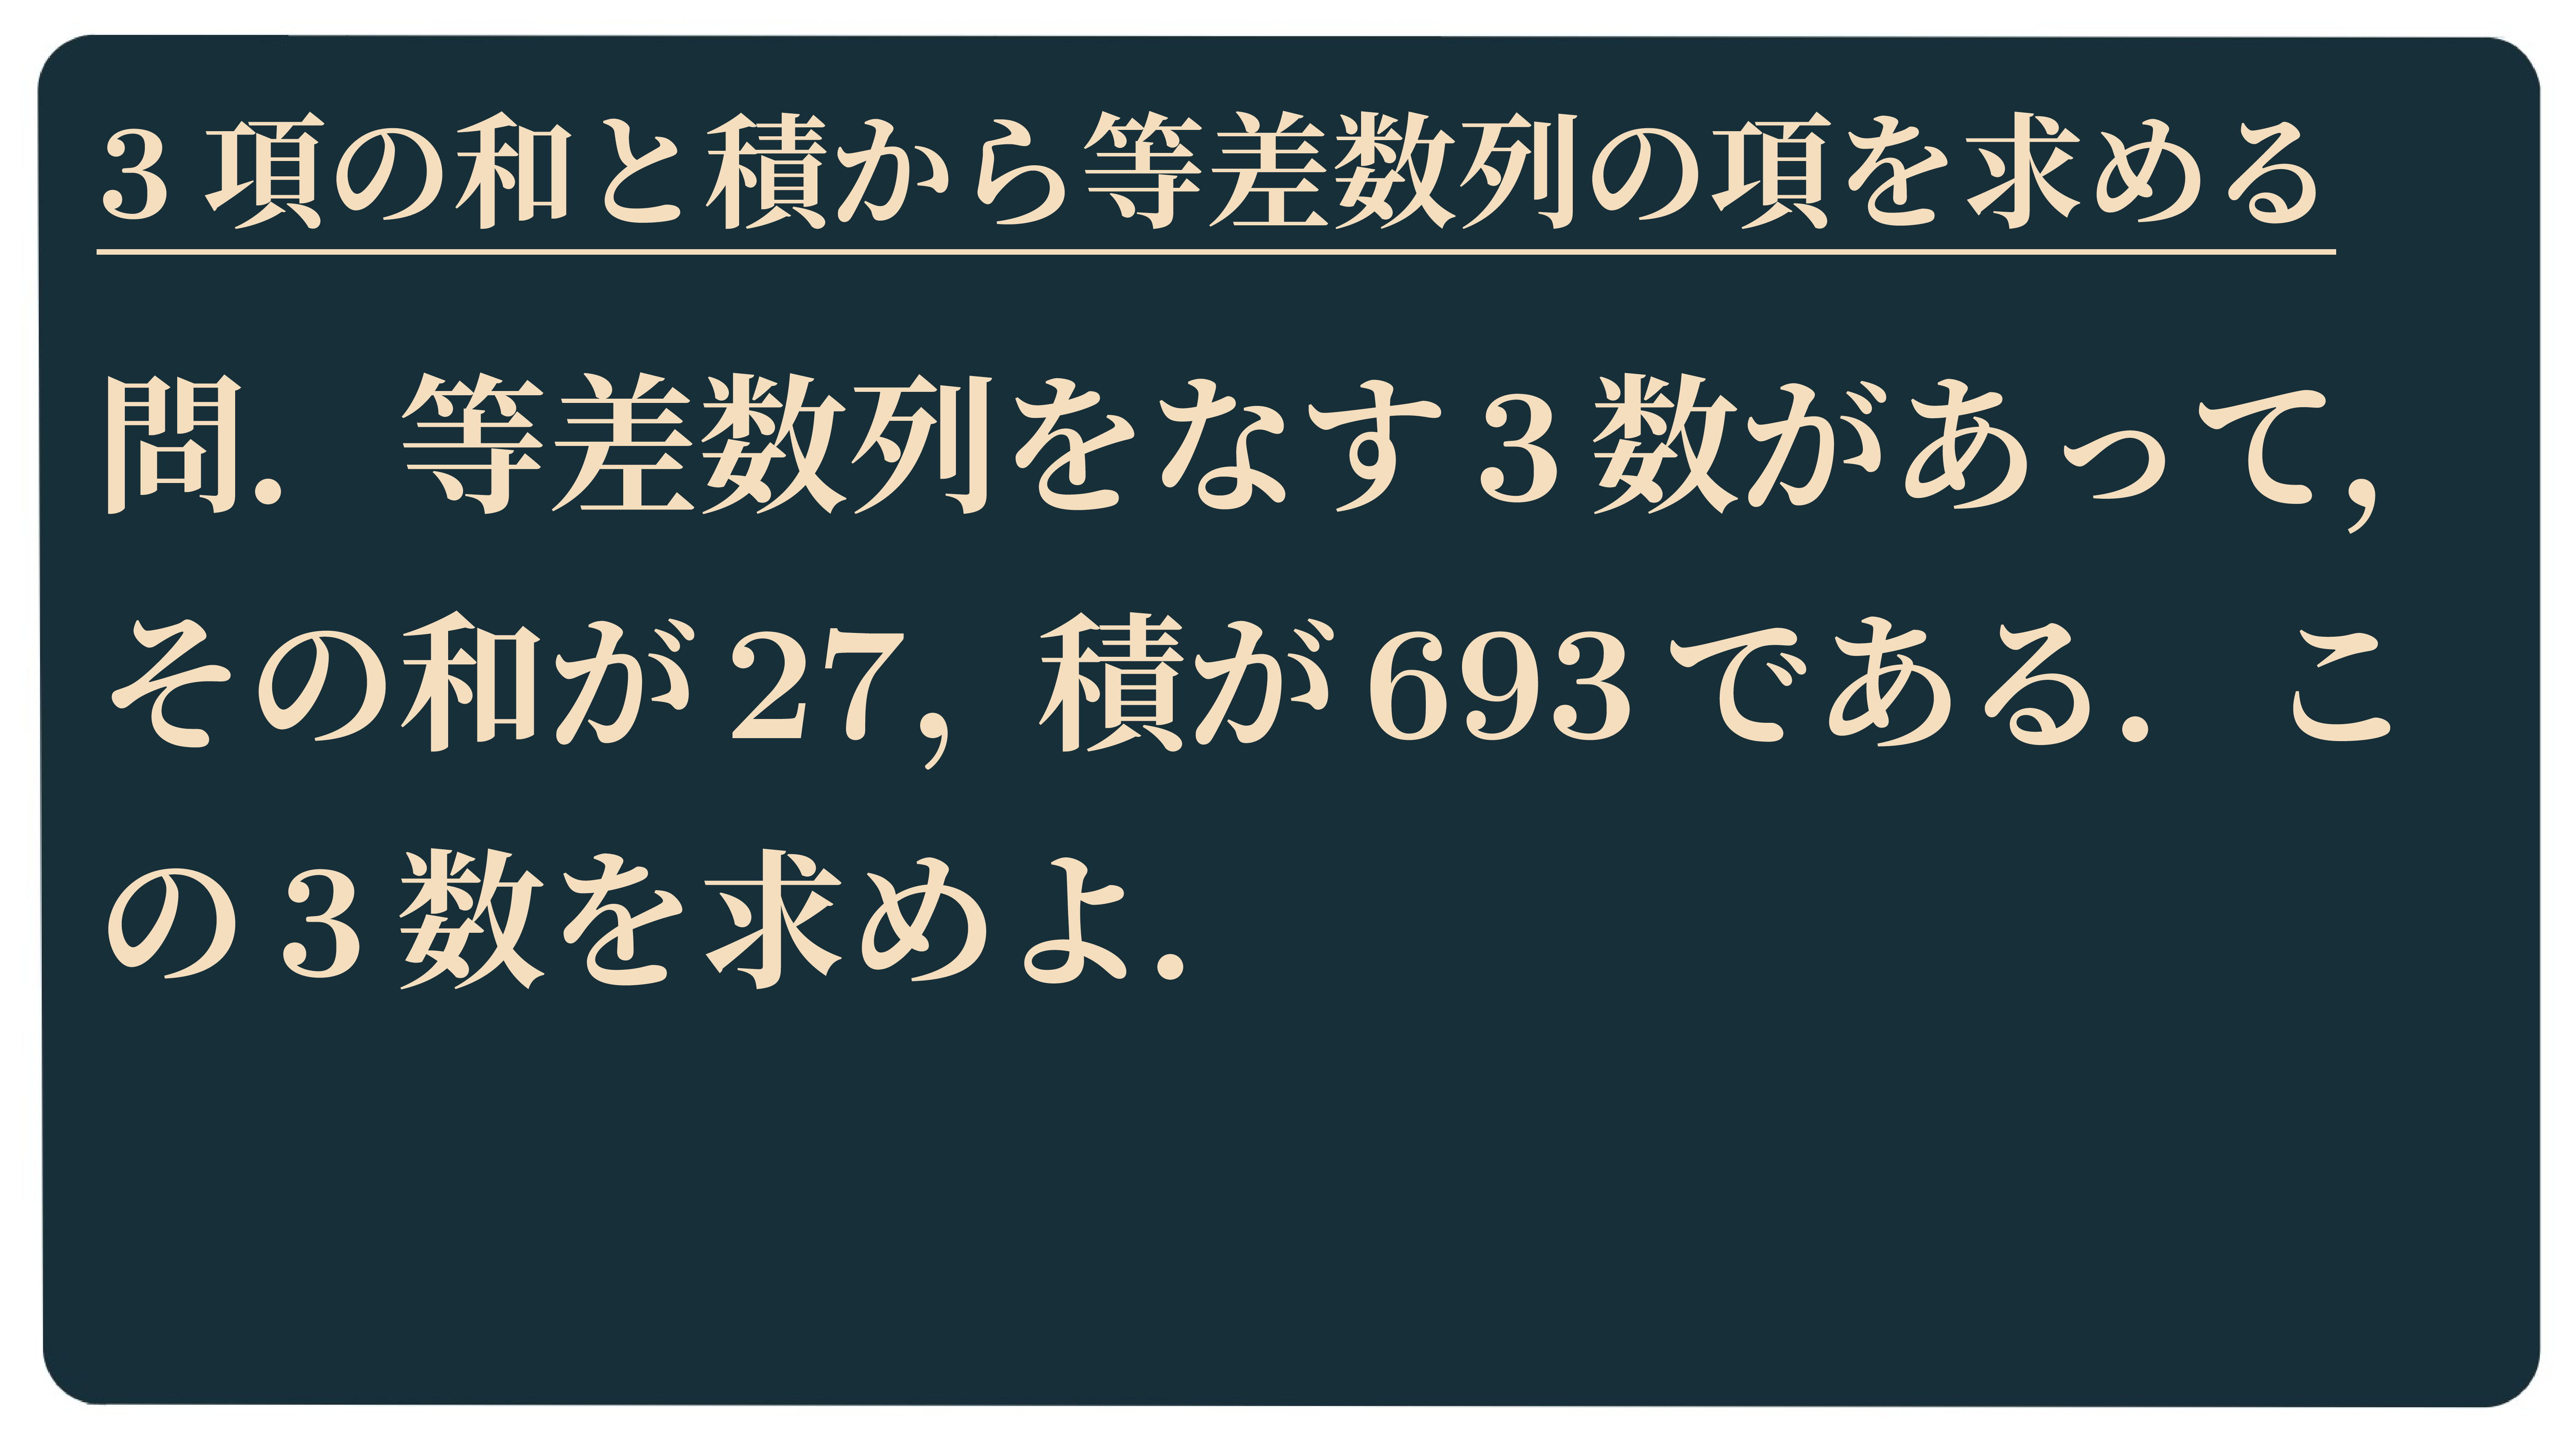 3 項の和と積から等差数列の項を求める
問． 等差数列をなす 3 数があって，
その和が 27，積が 693 である． こ
の 3 数を求めよ．